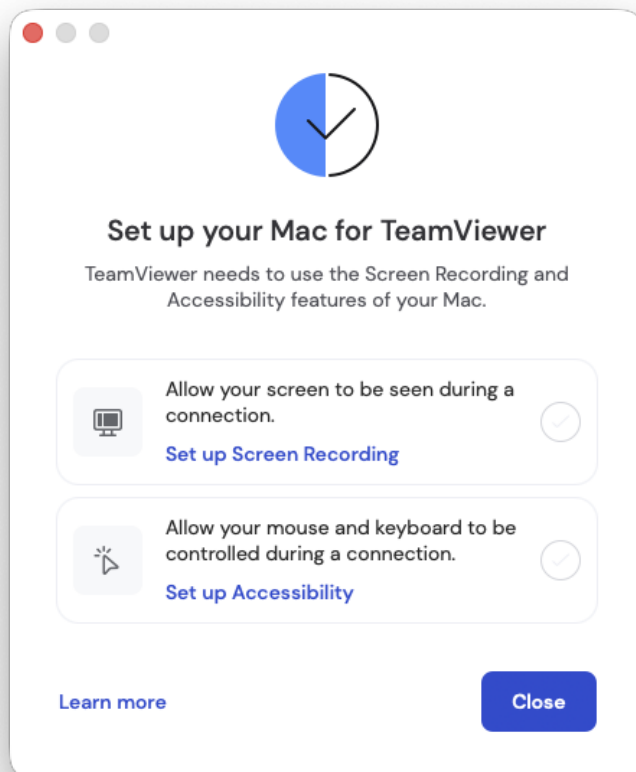 Set up your Mac for TeamViewer
TeamViewer needs to use the Screen Recording and
Accessibility features of your Mac.
Allow your screen to be seen during a
connection.
Set up Screen Recording
Allow your mouse and keyboard to be
controlled during a connection.
Set up Accessibility
Learn more
Close